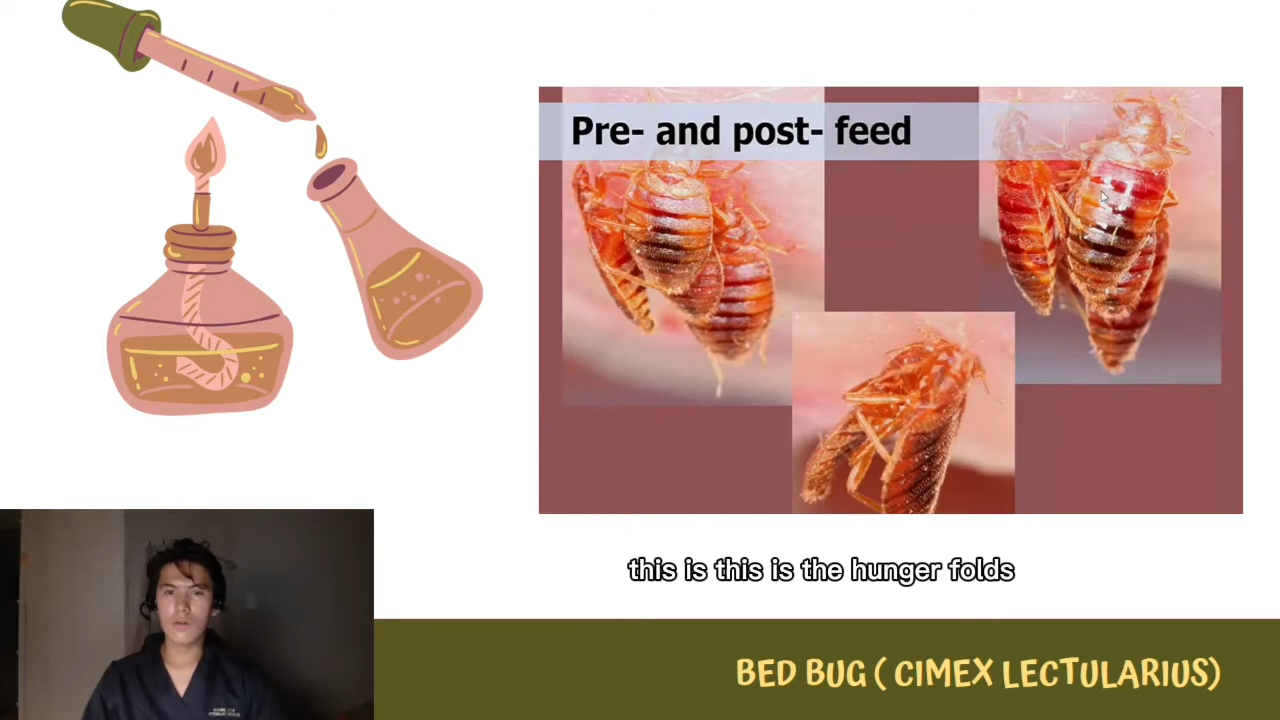 Pre- and post- feed
this is this is the hunger folds
BED BUG ( CIMEX LECTULARIUS)